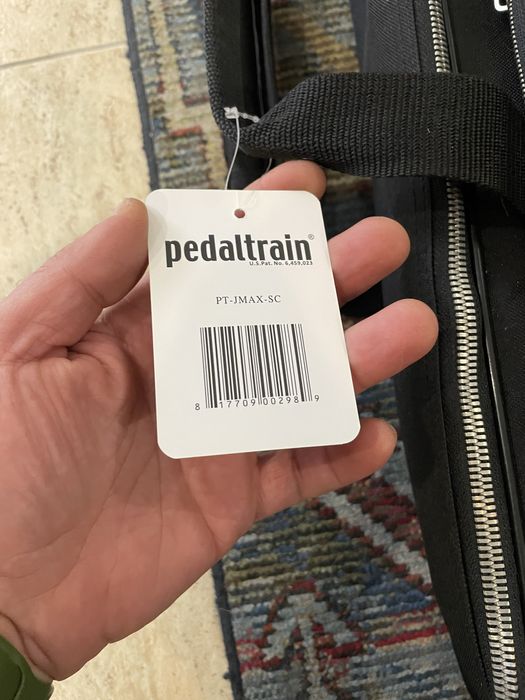 pedaltrain®
U.S.Pat. No. 6,459,023
PT-JMAX-SC
8 17709 00298 9